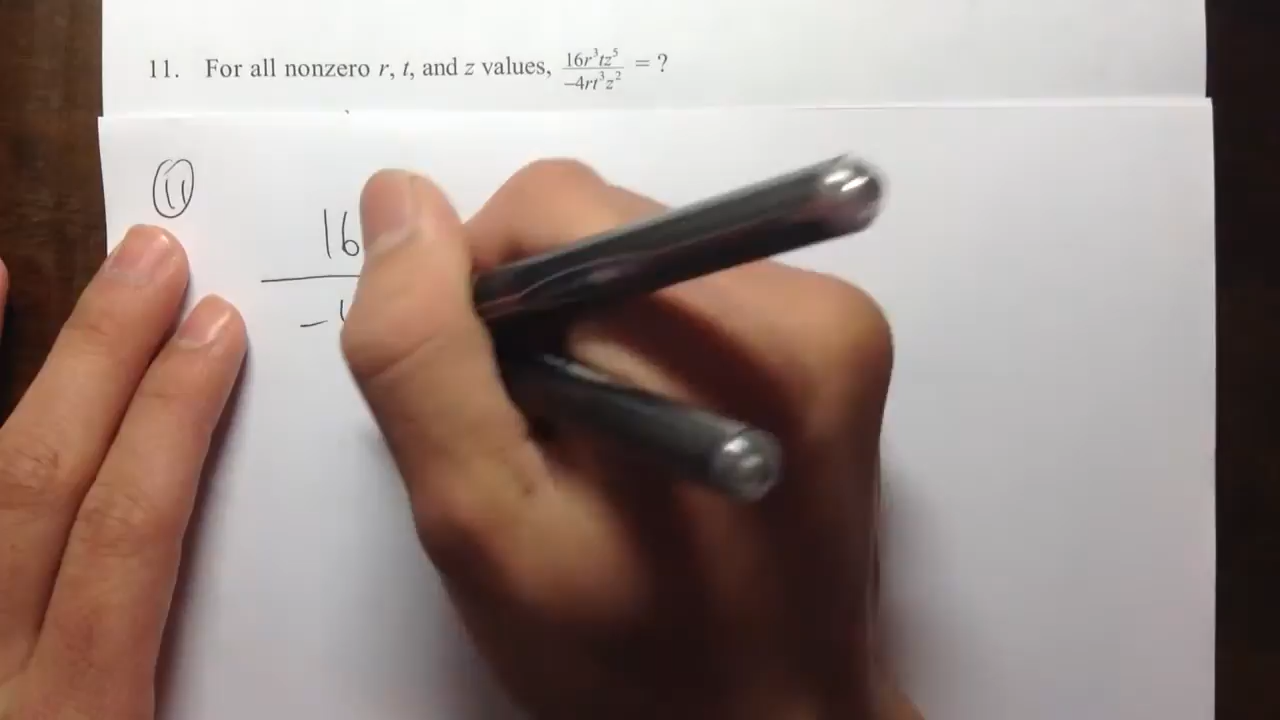 11. For all nonzero r, t, and z values, 16r³tz⁵ / –4rt³z² = ?
11
16
–